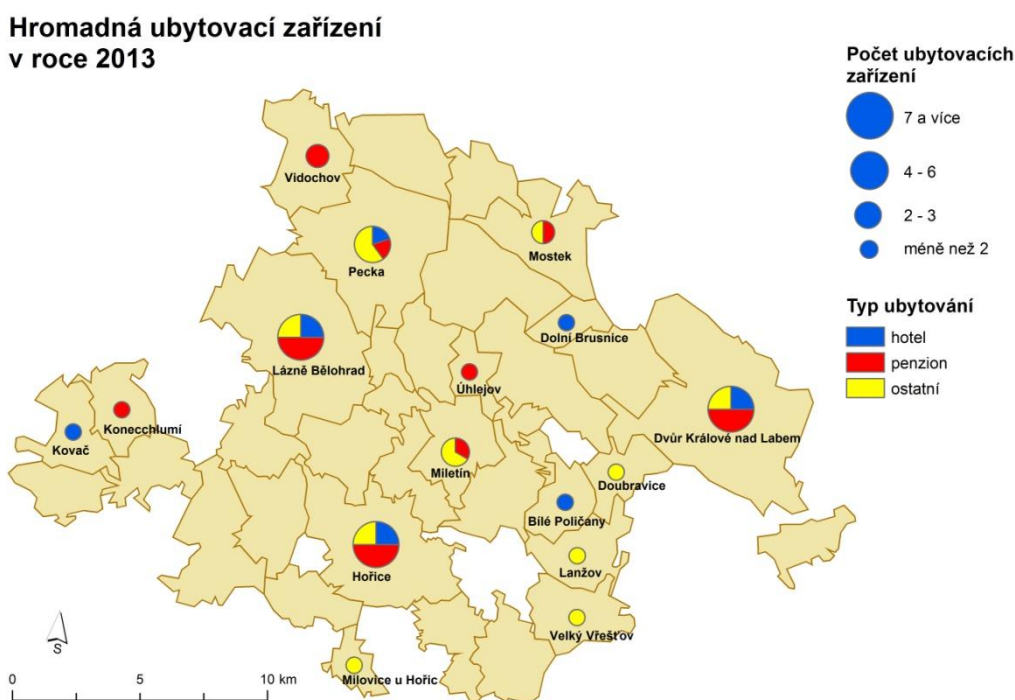 Hromadná ubytovací zařízení
v roce 2013
Počet ubytovacích
zařízení
7 a více
4 - 6
2 - 3
méně než 2
Typ ubytování
hotel
penzion
ostatní
Vidochov
Pecka
Mostek
Dolní Brusnice
Lázně Bělohrad
Úhlejov
Konecchlumí
Kovač
Dvůr Králové nad Labem
Miletín
Doubravice
Bílé Poličany
Hořice
Lanžov
Velký Vřešťov
Milovice u Hořic
S
0 5 10 km